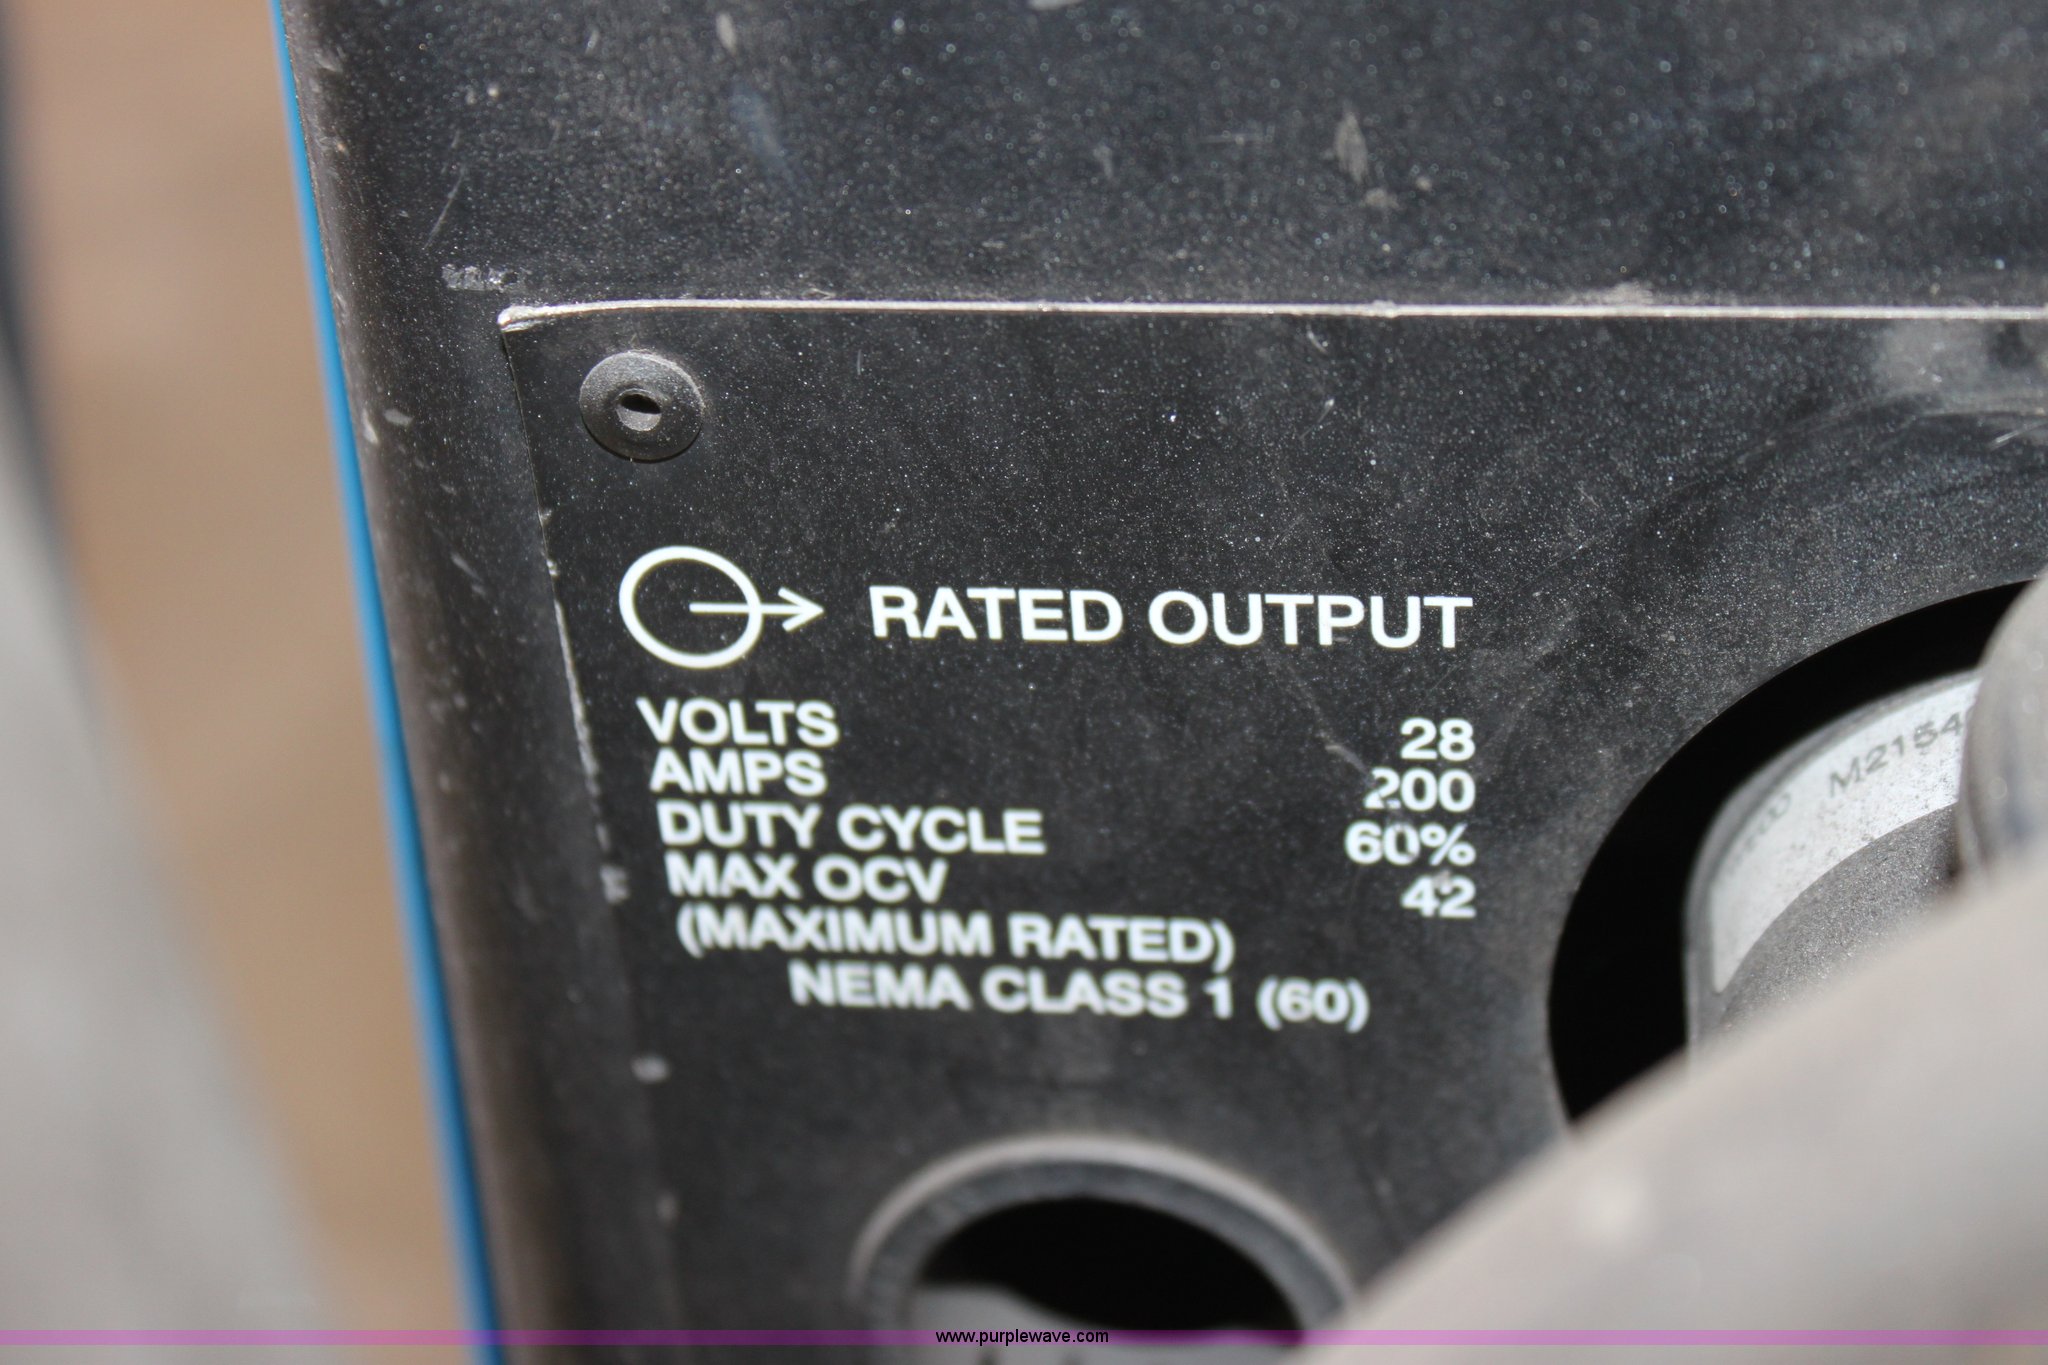 RATED OUTPUT
VOLTS 28
AMPS 200
DUTY CYCLE 60%
MAX OCV 42
(MAXIMUM RATED)
NEMA CLASS 1 (60)
M2154
www.purplewave.com